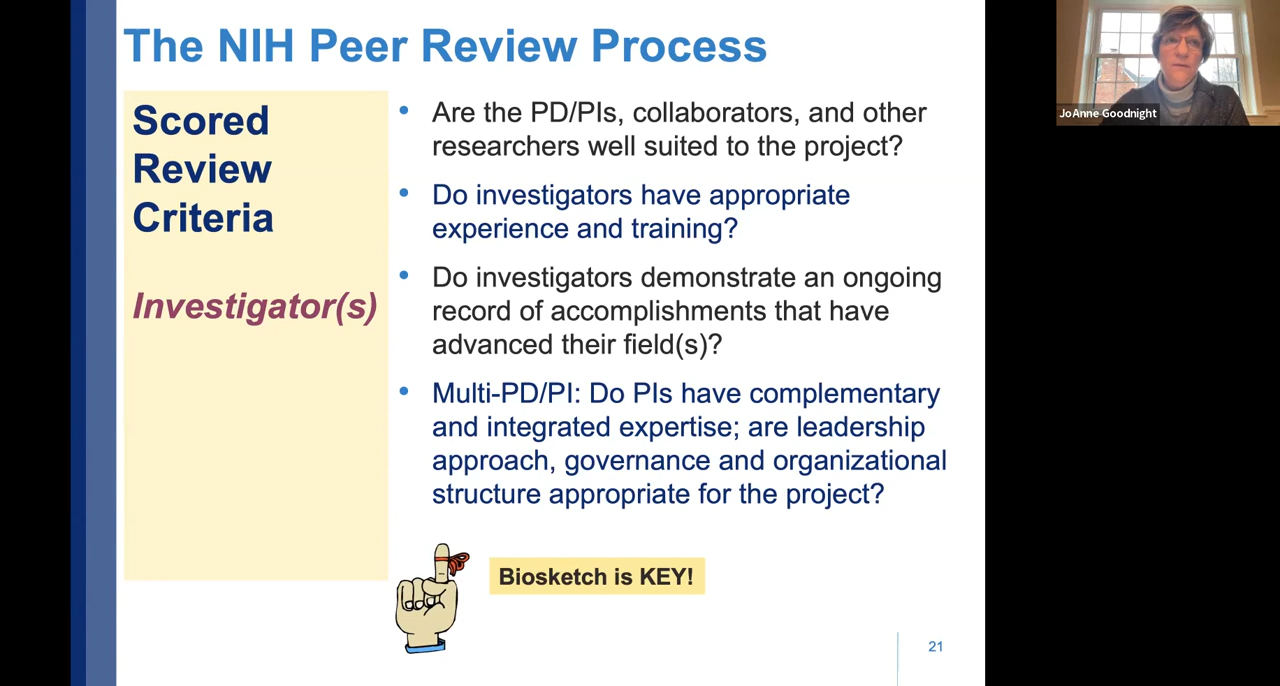 The NIH Peer Review Process
Scored
Review
Criteria
Investigator(s)
• Are the PD/PIs, collaborators, and other
researchers well suited to the project?
• Do investigators have appropriate
experience and training?
• Do investigators demonstrate an ongoing
record of accomplishments that have
advanced their field(s)?
• Multi-PD/PI: Do PIs have complementary
and integrated expertise; are leadership
approach, governance and organizational
structure appropriate for the project?
Biosketch is KEY!
21
JoAnne Goodnight